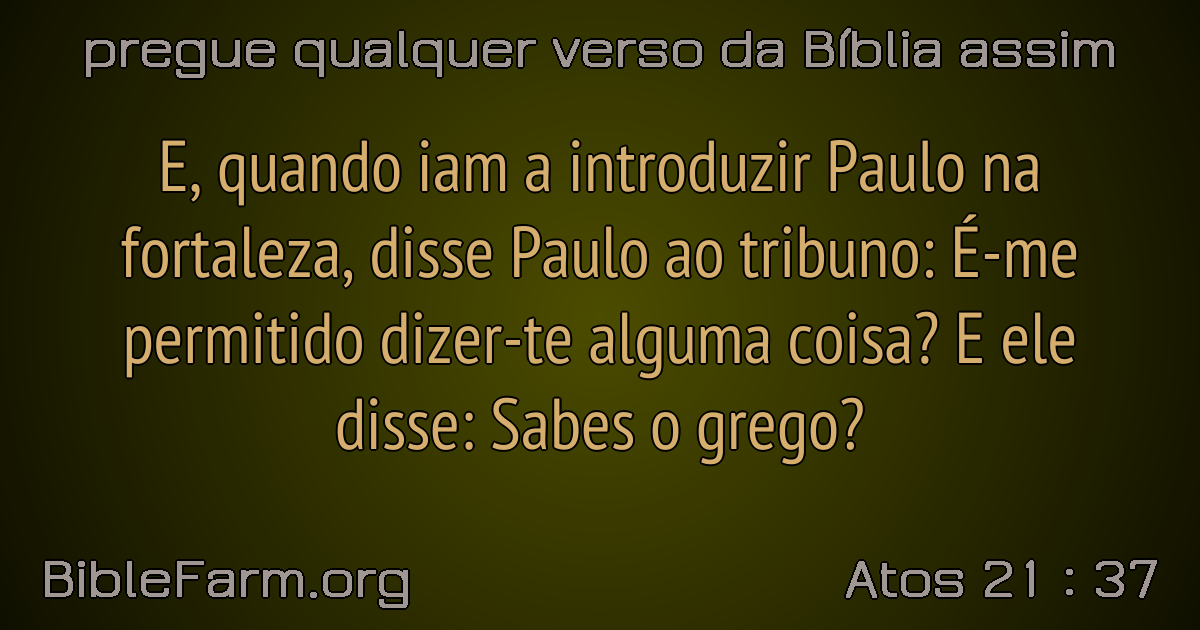 pregue qualquer verso da Bíblia assim
E, quando iam a introduzir Paulo na
fortaleza, disse Paulo ao tribuno: É-me
permitido dizer-te alguma coisa? E ele
disse: Sabes o grego?
BibleFarm.org
Atos 21 : 37